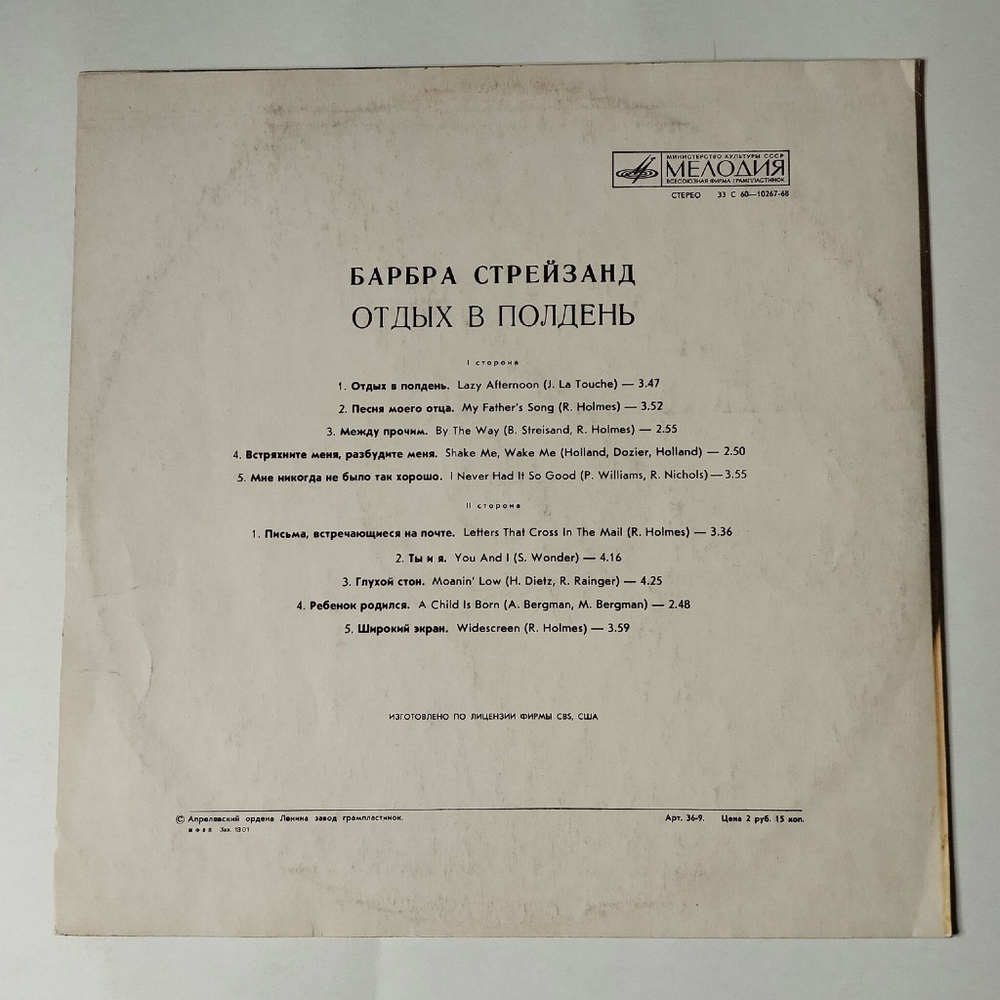 МИНИСТЕРСТВО КУЛЬТУРЫ СССР
МЕЛОДИЯ
ВСЕСОЮЗНАЯ ФИРМА ГРАМПЛАСТИНОК
СТЕРЕО 33 С 60—10267-68
БАРБРА СТРЕЙЗАНД
ОТДЫХ В ПОЛДЕНЬ
I сторона
1. Отдых в полдень. Lazy Afternoon (J. La Touche) — 3.47
2. Песня моего отца. My Father's Song (R. Holmes) — 3.52
3. Между прочим. By The Way (B. Streisand, R. Holmes) — 2.55
4. Встряхните меня, разбудите меня. Shake Me, Wake Me (Holland, Dozier, Holland) — 2.50
5. Мне никогда не было так хорошо. I Never Had It So Good (P. Williams, R. Nichols) — 3.55
II сторона
1. Письма, встречающиеся на почте. Letters That Cross In The Mail (R. Holmes) — 3.36
2. Ты и я. You And I (S. Wonder) — 4.16
3. Глухой стон. Moanin' Low (H. Dietz, R. Rainger) — 4.25
4. Ребенок родился. A Child Is Born (A. Bergman, M. Bergman) — 2.48
5. Широкий экран. Widescreen (R. Holmes) — 3.59
ИЗГОТОВЛЕНО ПО ЛИЦЕНЗИИ ФИРМЫ CBS, США
© Апрелевский ордена Ленина завод грампластинок. Арт. 36-9. Цена 2 руб. 15 коп.
Зак. 1301